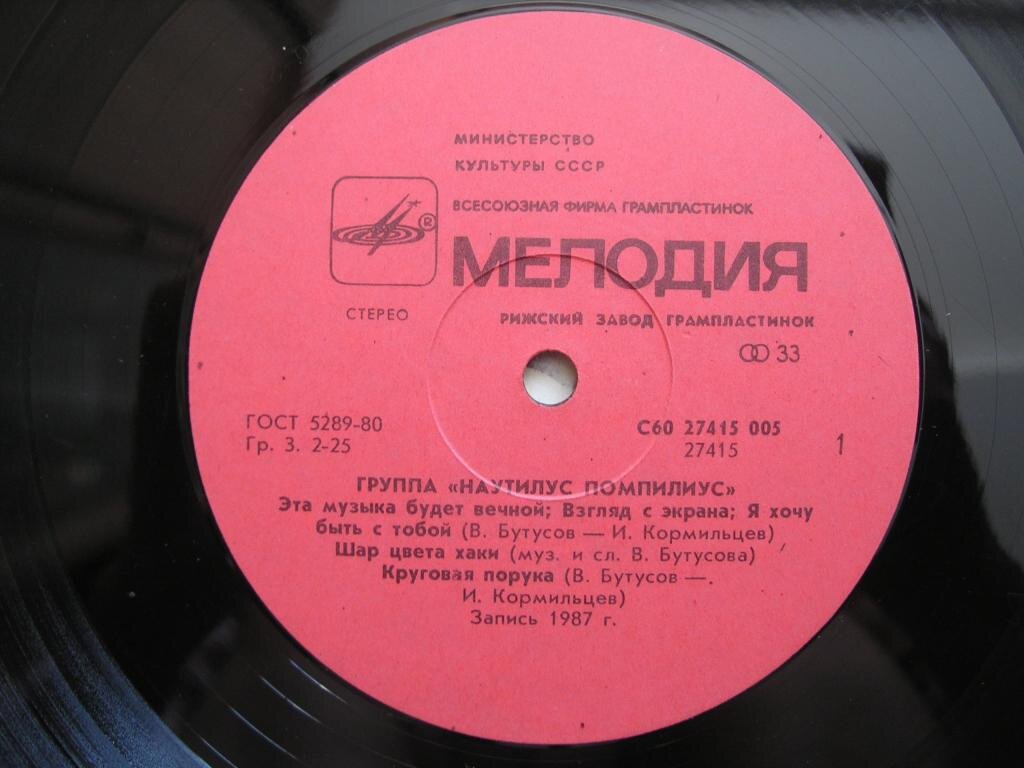 МИНИСТЕРСТВО
КУЛЬТУРЫ СССР
ВСЕСОЮЗНАЯ ФИРМА ГРАМПЛАСТИНОК
®
МЕЛОДИЯ
СТЕРЕО
РИЖСКИЙ ЗАВОД ГРАМПЛАСТИНОК
33
ГОСТ 5289-80
Гр. 3. 2-25
С60 27415 005
27415
1
ГРУППА «НАУТИЛУС ПОМПИЛИУС»
Эта музыка будет вечной; Взгляд с экрана; Я хочу
быть с тобой (В. Бутусов — И. Кормильцев)
Шар цвета хаки (муз. и сл. В. Бутусова)
Круговая порука (В. Бутусов —
И. Кормильцев)
Запись 1987 г.